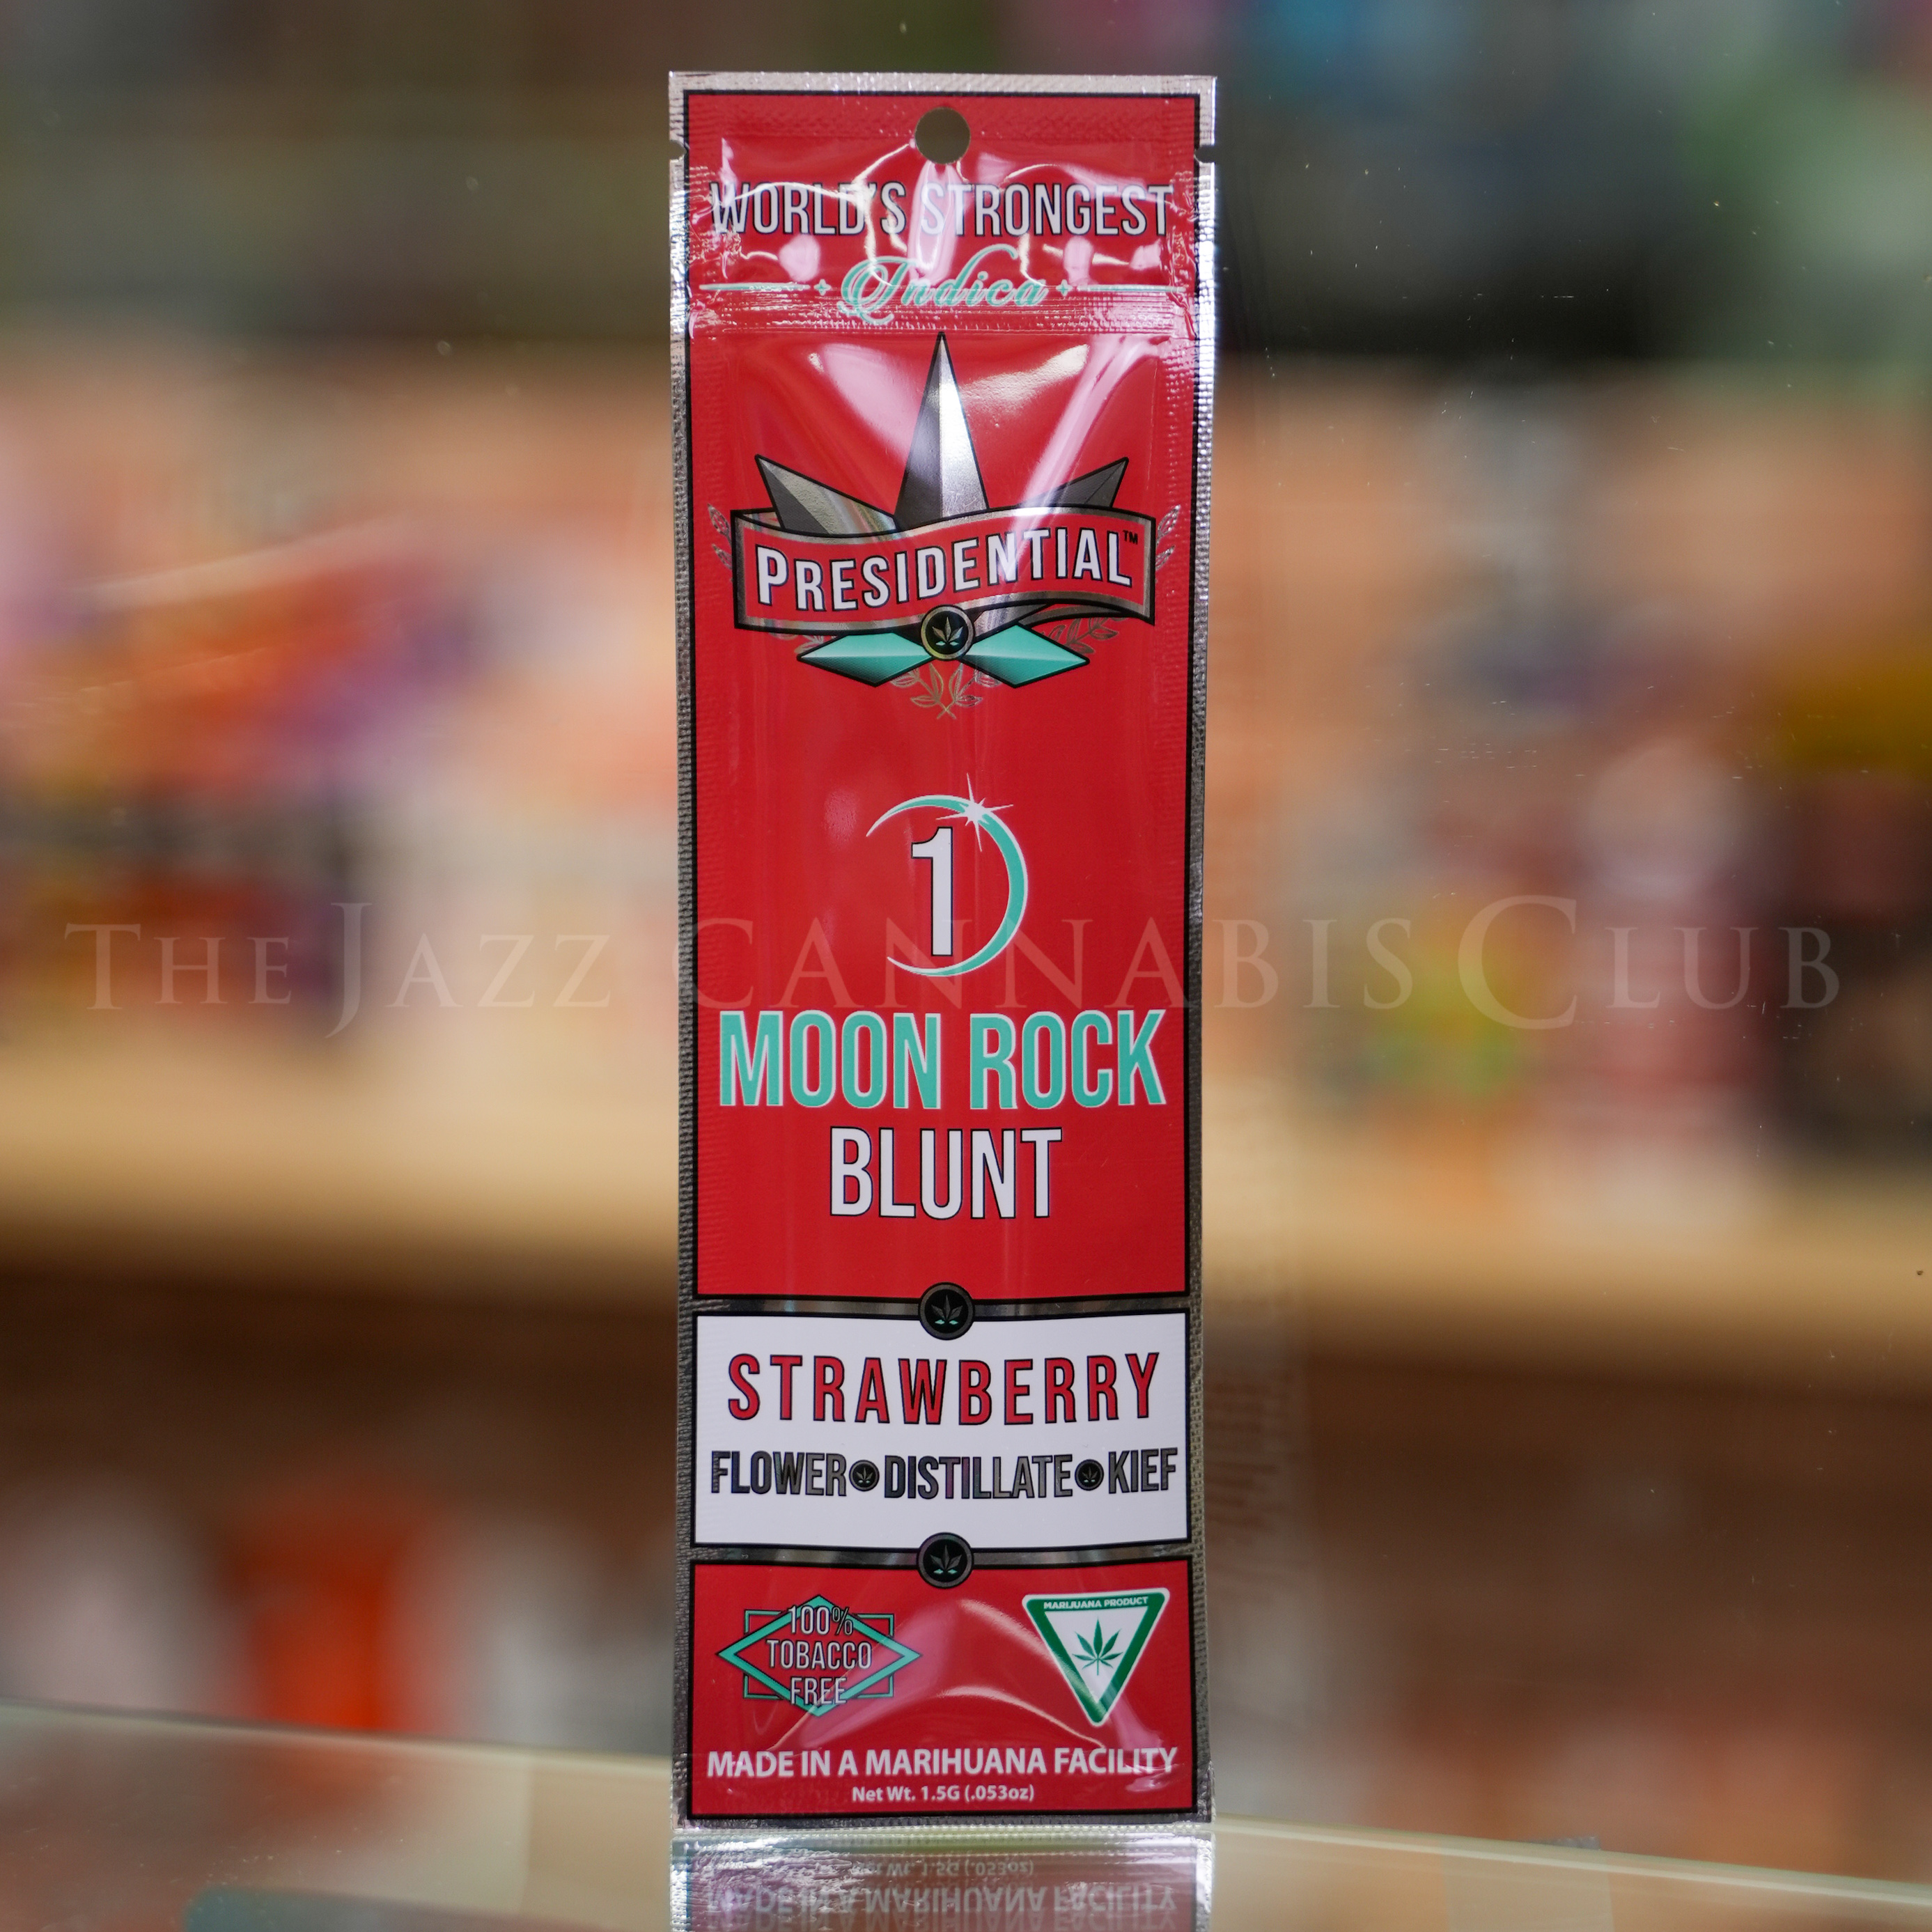 WORLD'S STRONGEST
Indica
PRESIDENTIAL™
1
THE JAZZ CANNABIS CLUB
MOON ROCK
BLUNT
STRAWBERRY
FLOWER DISTILLATE KIEF
100%
TOBACCO
FREE
MARIJUANA PRODUCT
MADE IN A MARIHUANA FACILITY
Net Wt. 1.5G (.053oz)